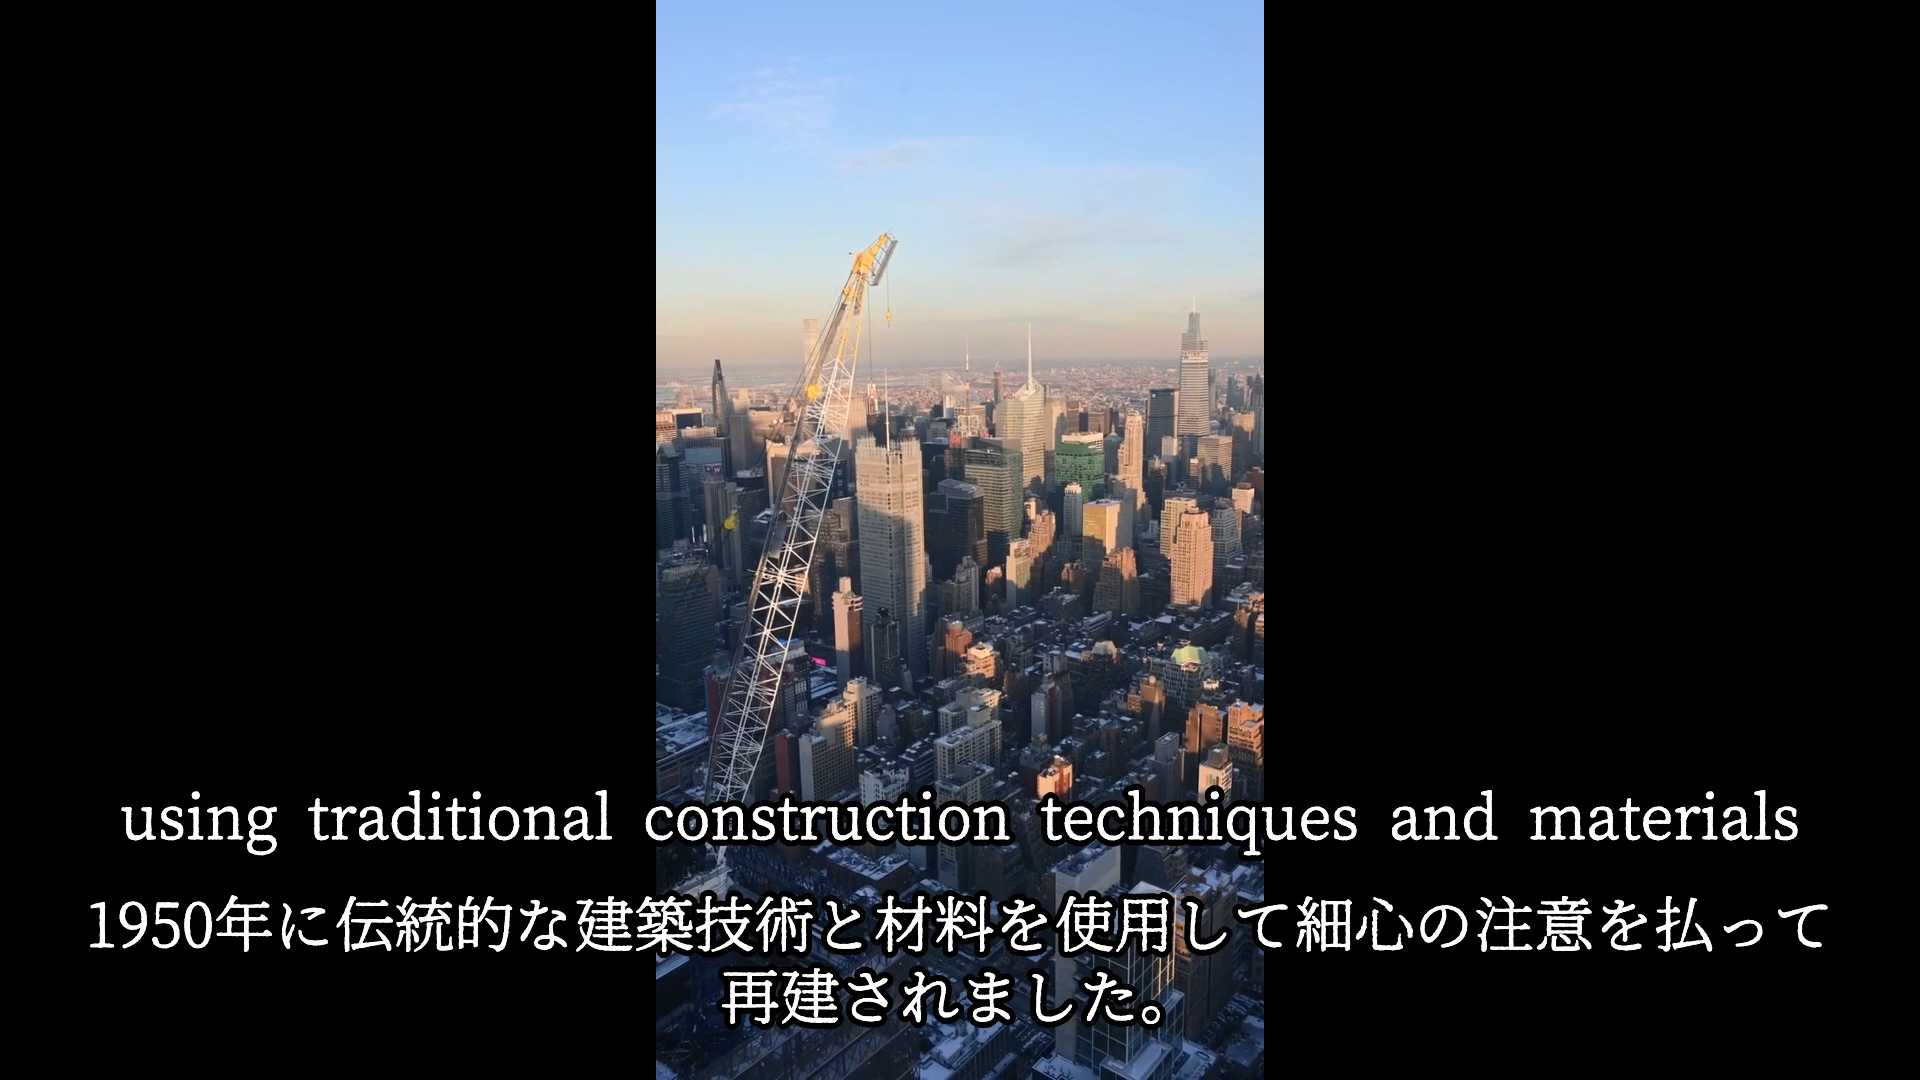 using traditional construction techniques and materials
1950年に伝統的な建築技術と材料を使用して細心の注意を払って
再建されました。